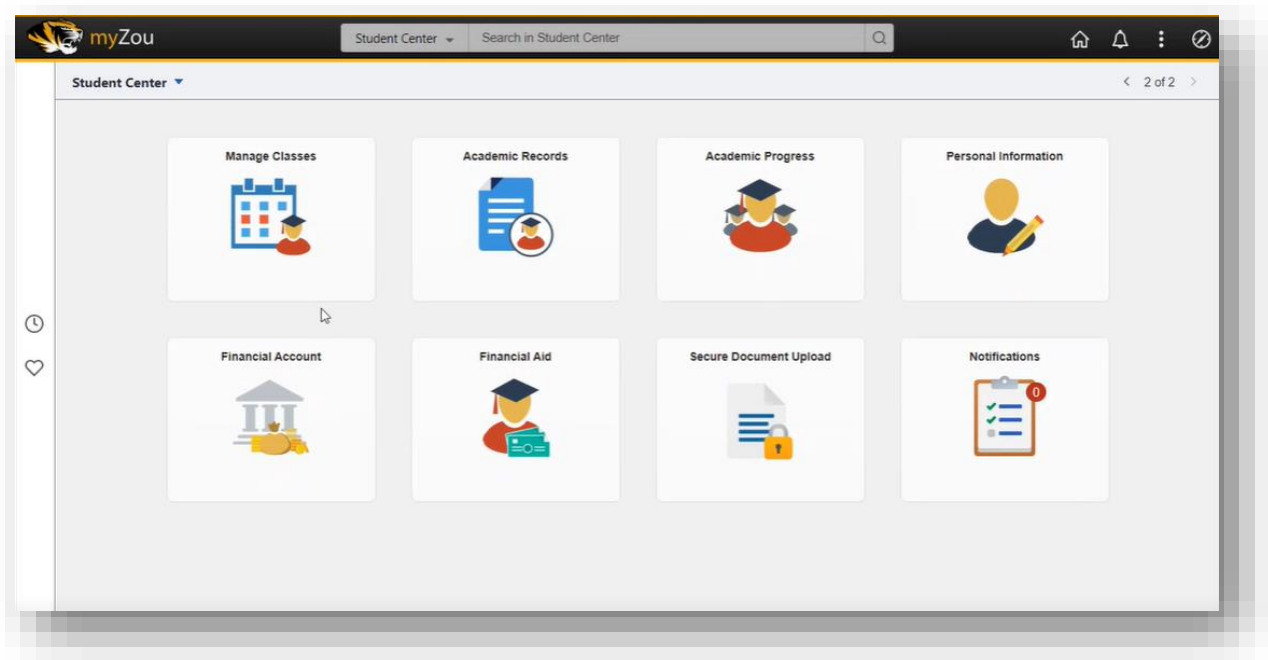 myZou
Student Center
Search in Student Center
Student Center
2 of 2
Manage Classes
Academic Records
Academic Progress
Personal Information
Financial Account
Financial Aid
Secure Document Upload
Notifications
0